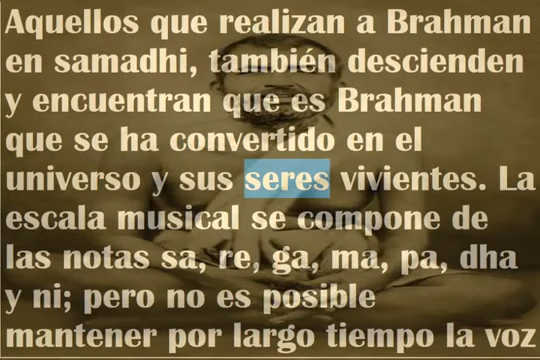 Aquellos que realizan a Brahman
en samadhi, también descienden
y encuentran que es Brahman
que se ha convertido en el
universo y sus seres vivientes. La
escala musical se compone de
las notas sa, re, ga, ma, pa, dha
y ni; pero no es posible
mantener por largo tiempo la voz